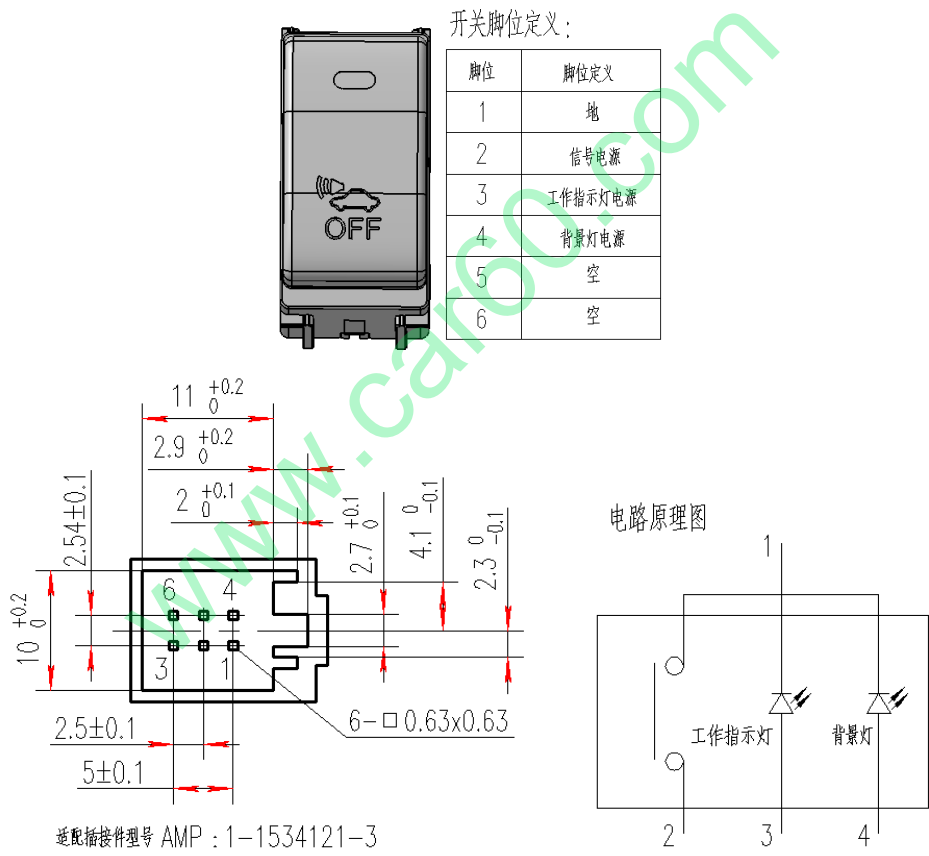 开关脚位定义:
脚位 脚位定义
1 地
2 信号电源
3 工作指示灯电源
4 背景灯电源
5 空
6 空
OFF
www.car60.com
11 +0.2 0
2.9 +0.2 0
2 +0.1 0
2.54±0.1
2.7 +0.1 0
4.1 0 -0.1
2.3 0 -0.1
10 +0.2 0
6 4
3 1
2.5±0.1
5±0.1
6-□0.63x0.63
适配插接件型号 AMP:1-1534121-3
电路原理图
1
工作指示灯 背景灯
2 3 4